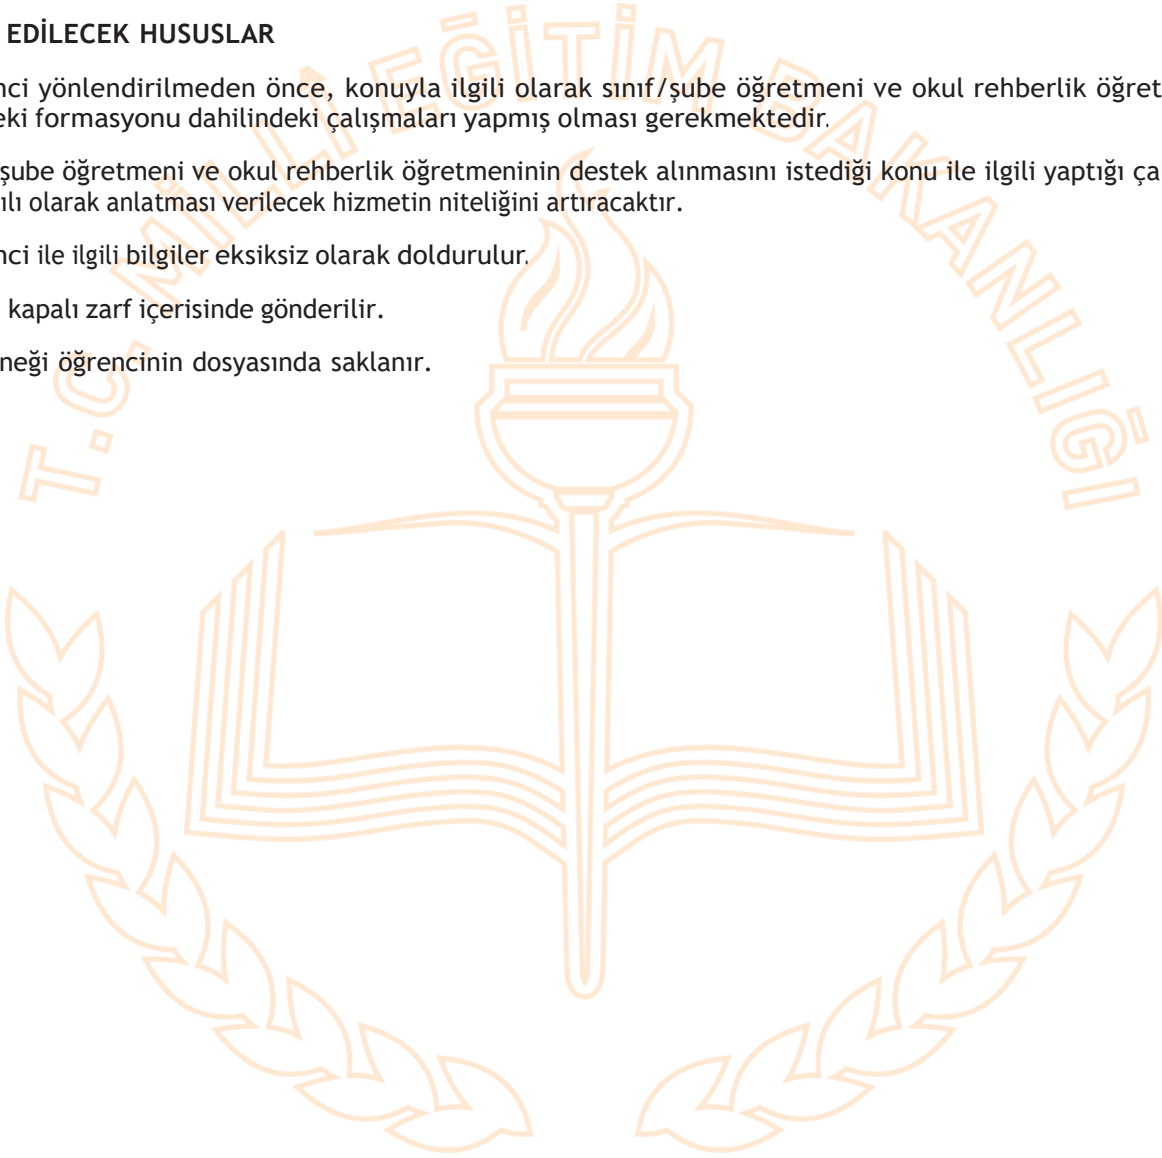 EDİLECEK HUSUSLAR
nci yönlendirilmeden önce, konuyla ilgili olarak sınıf/şube öğretmeni ve okul rehberlik öğret
eki formasyonu dahilindeki çalışmaları yapmış olması gerekmektedir.
şube öğretmeni ve okul rehberlik öğretmeninin destek alınmasını istediği konu ile ilgili yaptığı ça
ılı olarak anlatması verilecek hizmetin niteliğini artıracaktır.
nci ile ilgili bilgiler eksiksiz olarak doldurulur.
kapalı zarf içerisinde gönderilir.
neği öğrencinin dosyasında saklanır.
T.C. MİLLÎ EĞİTİM BAKANLIĞI